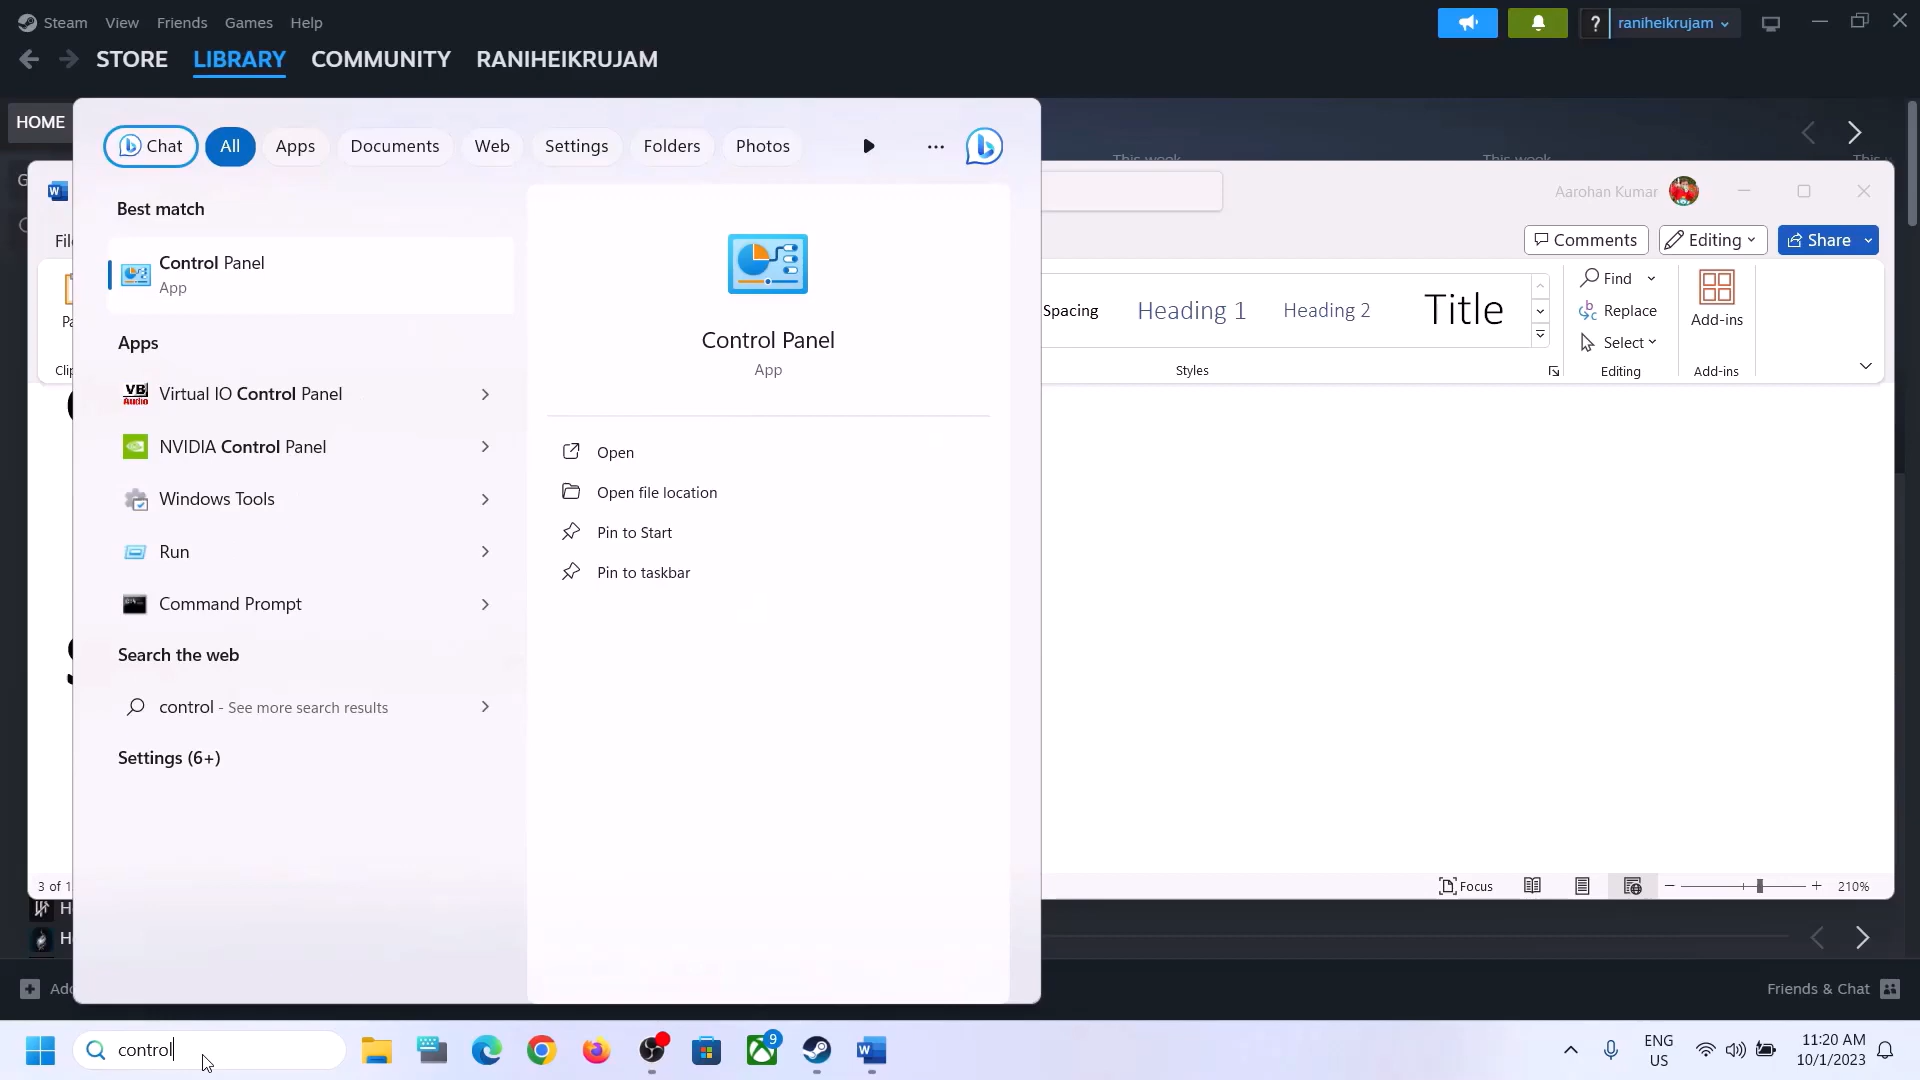 Steam View Friends Games Help
? raniheikrujam
STORE LIBRARY COMMUNITY RANIHEIKRUJAM
HOME
Chat All Apps Documents Web Settings Folders Photos
Best match
Control Panel
App
Apps
Virtual IO Control Panel
NVIDIA Control Panel
Windows Tools
Run
Command Prompt
Search the web
control - See more search results
Settings (6+)
Control Panel
App
Open
Open file location
Pin to Start
Pin to taskbar
Aarohan Kumar
Comments Editing Share
Spacing Heading 1 Heading 2 Title
Styles
Find
Replace
Select
Editing
Add-ins
Add-ins
3 of 1
Focus 210%
Friends & Chat
control
9
ENG
US
11:20 AM
10/1/2023